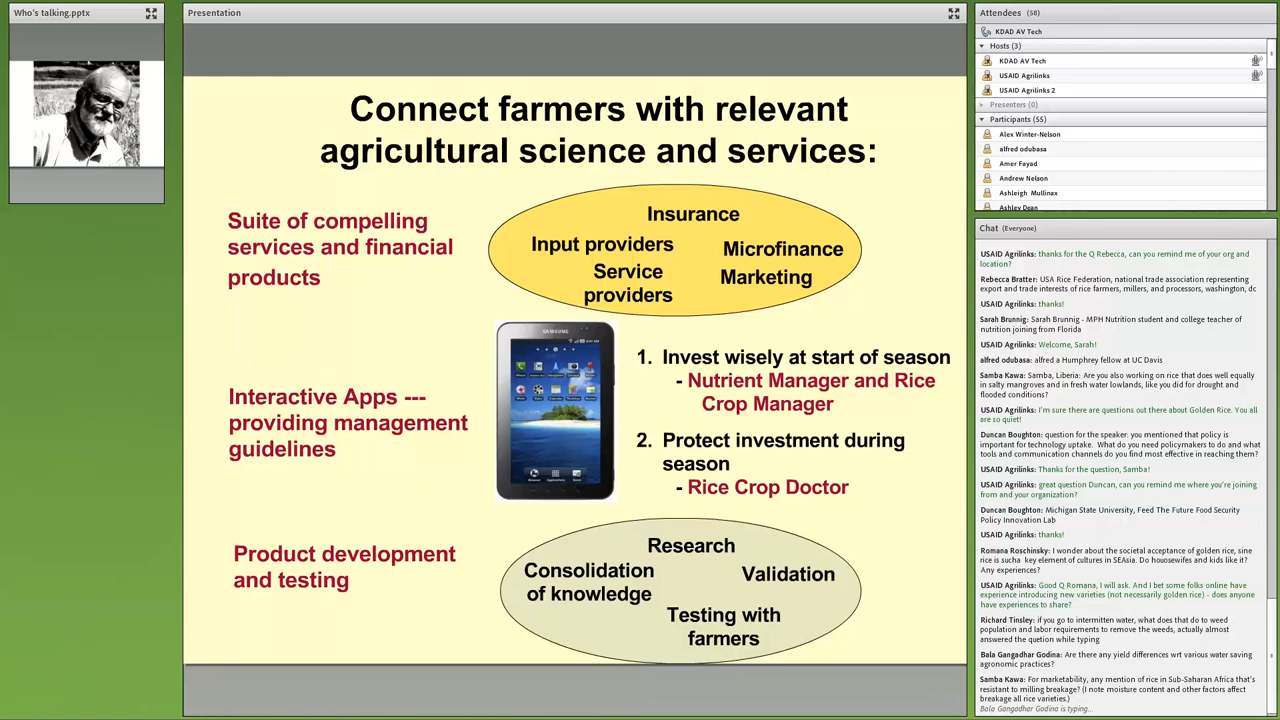 Who's talking.pptx
Presentation
Connect farmers with relevant
agricultural science and services:
Suite of compelling
services and financial
products
Insurance
Input providers
Microfinance
Service
providers
Marketing
SAMSUNG
Interactive Apps ---
providing management
guidelines
1. Invest wisely at start of season
- Nutrient Manager and Rice
Crop Manager
2. Protect investment during
season
- Rice Crop Doctor
Product development
and testing
Research
Consolidation
of knowledge
Validation
Testing with
farmers
Attendees (58)
KDAD AV Tech
Hosts (3)
KDAD AV Tech
USAID Agrilinks
USAID Agrilinks 2
Presenters (0)
Participants (55)
Alex Winter-Nelson
alfred odubasa
Amer Fayad
Andrew Nelson
Ashleigh Mullinax
Ashley Dean
Chat (Everyone)
USAID Agrilinks: thanks for the Q Rebecca, can you remind me of your org and
location?
Rebecca Bratter: USA Rice Federation, national trade association representing
export and trade interests of rice farmers, millers, and processors, washington, dc
USAID Agrilinks: thanks!
Sarah Brunnig: Sarah Brunnig - MPH Nutrition student and college teacher of
nutrition joining from Florida
USAID Agrilinks: Welcome, Sarah!
alfred odubasa: alfred a Humphrey fellow at UC Davis
Samba Kawa: Samba, Liberia: Are you also working on rice that does well equally
in salty mangroves and in fresh water lowlands, like you did for drought and
flooded conditions?
USAID Agrilinks: I'm sure there are questions out there about Golden Rice. You all
are so quiet!
Duncan Boughton: question for the speaker: you mentioned that policy is
important for technology uptake. What do you need policymakers to do and what
tools and communication channels do you find most effective in reaching them?
USAID Agrilinks: Thanks for the question, Samba!
USAID Agrilinks: great question Duncan, can you remind me where you're joining
from and your organization?
Duncan Boughton: Michigan State University, Feed The Future Food Security
Policy Innovation Lab
USAID Agrilinks: thanks!
Romana Roschinsky: I wonder about the societal acceptance of golden rice, sine
rice is sucha key element of cultures in SEAsia. Do housewifes and kids like it?
Any experiences?
USAID Agrilinks: Good Q Romana, I will ask. And I bet some folks online have
experience introducing new varieties (not necessarily golden rice) - does anyone
have experiences to share?
Richard Tinsley: if you go to intermitten water, what does that do to weed
population and labor requirements to remove the weeds, actually almost
answered the quetion while typing
Bala Gangadhar Godina: Are there any yield differences wrt various water saving
agronomic practices?
Samba Kawa: For marketability, any mention of rice in Sub-Saharan Africa that's
resistant to milling breakage? (I note moisture content and other factors affect
breakage all rice varieties.)
Bala Gangadhar Godina is typing...